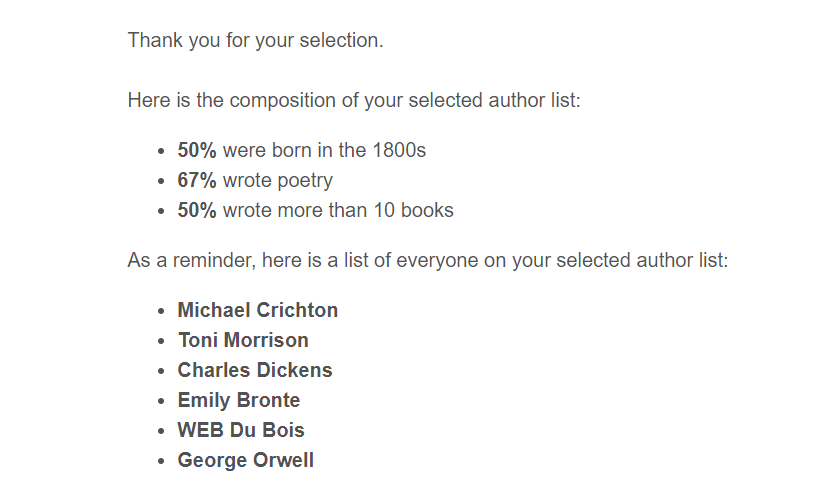 Thank you for your selection.
Here is the composition of your selected author list:
• 50% were born in the 1800s
• 67% wrote poetry
• 50% wrote more than 10 books
As a reminder, here is a list of everyone on your selected author list:
• Michael Crichton
• Toni Morrison
• Charles Dickens
• Emily Bronte
• WEB Du Bois
• George Orwell